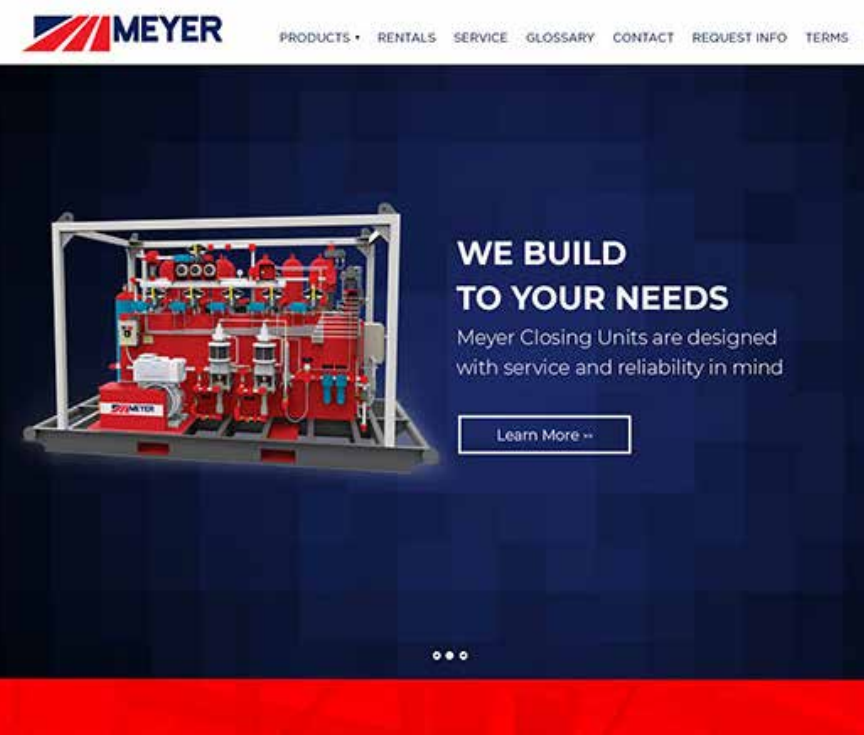 MEYER
PRODUCTS ▾ RENTALS SERVICE GLOSSARY CONTACT REQUEST INFO TERMS
WE BUILD
TO YOUR NEEDS
Meyer Closing Units are designed
with service and reliability in mind
Learn More »
MEYER